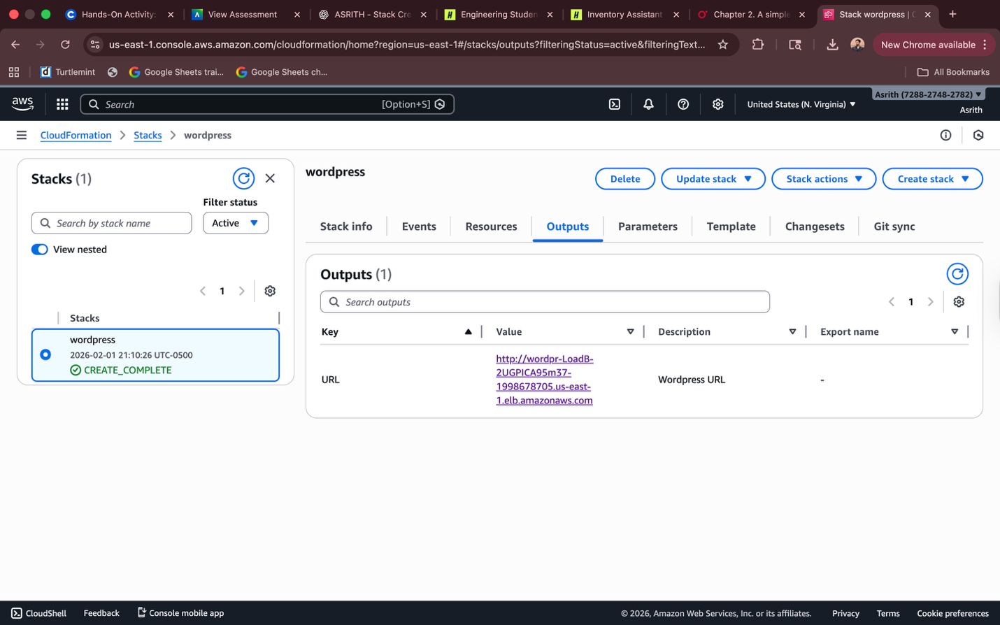 Hands-On Activity:
View Assessment
ASRITH - Stack Cre
Engineering Studen
Inventory Assistant
Chapter 2. A simple
Stack wordpress | C
us-east-1.console.aws.amazon.com/cloudformation/home?region=us-east-1#/stacks/outputs?filteringStatus=active&filteringText...
New Chrome available
Turtlemint
Google Sheets trai...
Google Sheets ch...
All Bookmarks
aws
Search
[Option+S]
United States (N. Virginia)
Asrith (7288-2748-2782)
Asrith
CloudFormation
Stacks
wordpress
Stacks (1)
Filter status
Search by stack name
Active
View nested
1
Stacks
wordpress
2026-02-01 21:10:26 UTC-0500
CREATE_COMPLETE
wordpress
Delete
Update stack
Stack actions
Create stack
Stack info
Events
Resources
Outputs
Parameters
Template
Changesets
Git sync
Outputs (1)
Search outputs
1
Key
Value
Description
Export name
URL
http://wordpr-LoadB-
2UGPICA95m37-
1998678705.us-east-
1.elb.amazonaws.com
Wordpress URL
-
CloudShell
Feedback
Console mobile app
© 2026, Amazon Web Services, Inc. or its affiliates.
Privacy
Terms
Cookie preferences